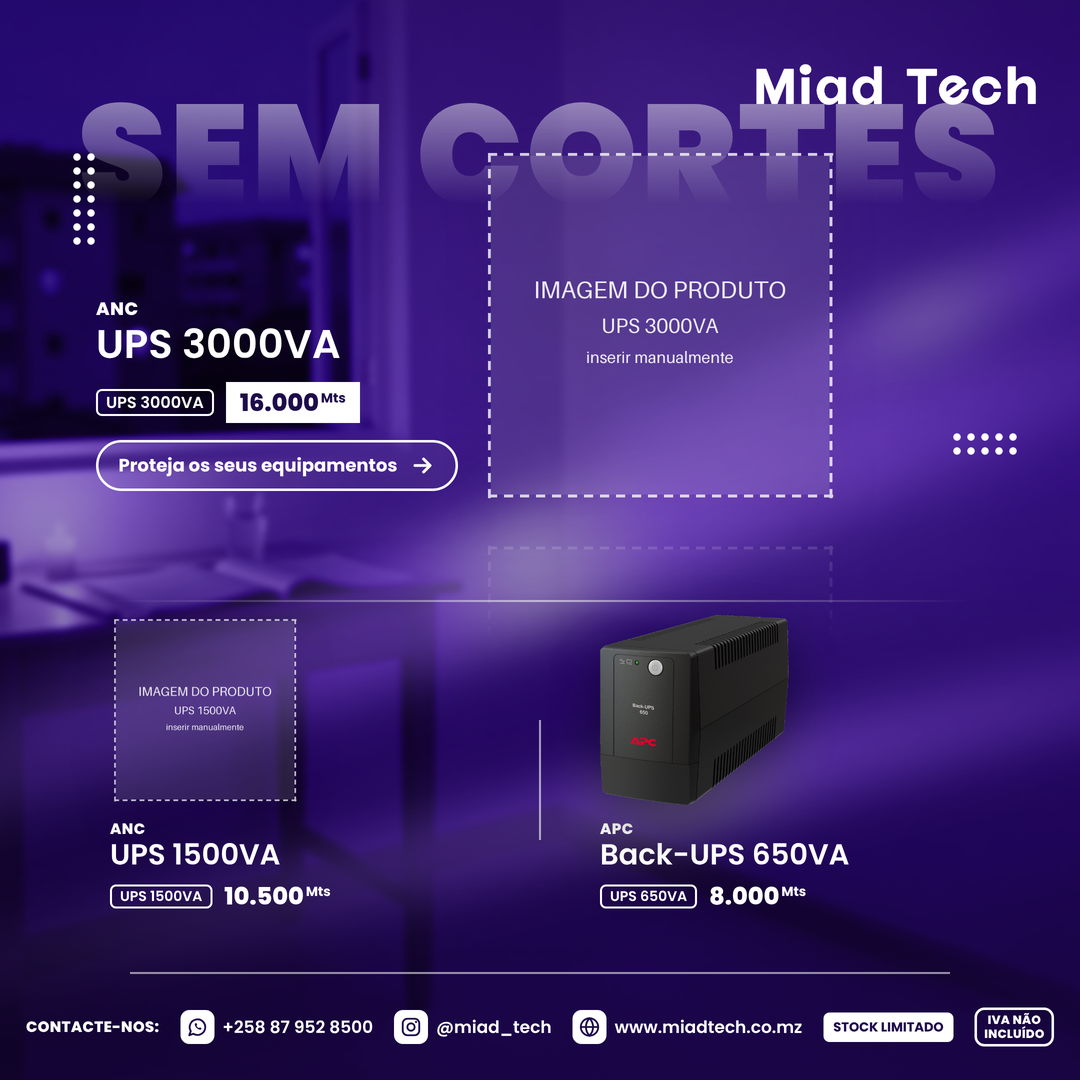 Miad Tech
SEM CORTES
IMAGEM DO PRODUTO
UPS 3000VA
inserir manualmente
ANC
UPS 3000VA
UPS 3000VA
16.000 Mts
Proteja os seus equipamentos →
IMAGEM DO PRODUTO
UPS 1500VA
inserir manualmente
Back-UPS
650
APC
ANC
UPS 1500VA
UPS 1500VA
10.500 Mts
APC
Back-UPS 650VA
UPS 650VA
8.000 Mts
CONTACTE-NOS:
+258 87 952 8500
@miad_tech
www.miadtech.co.mz
STOCK LIMITADO
IVA NÃO
INCLUÍDO